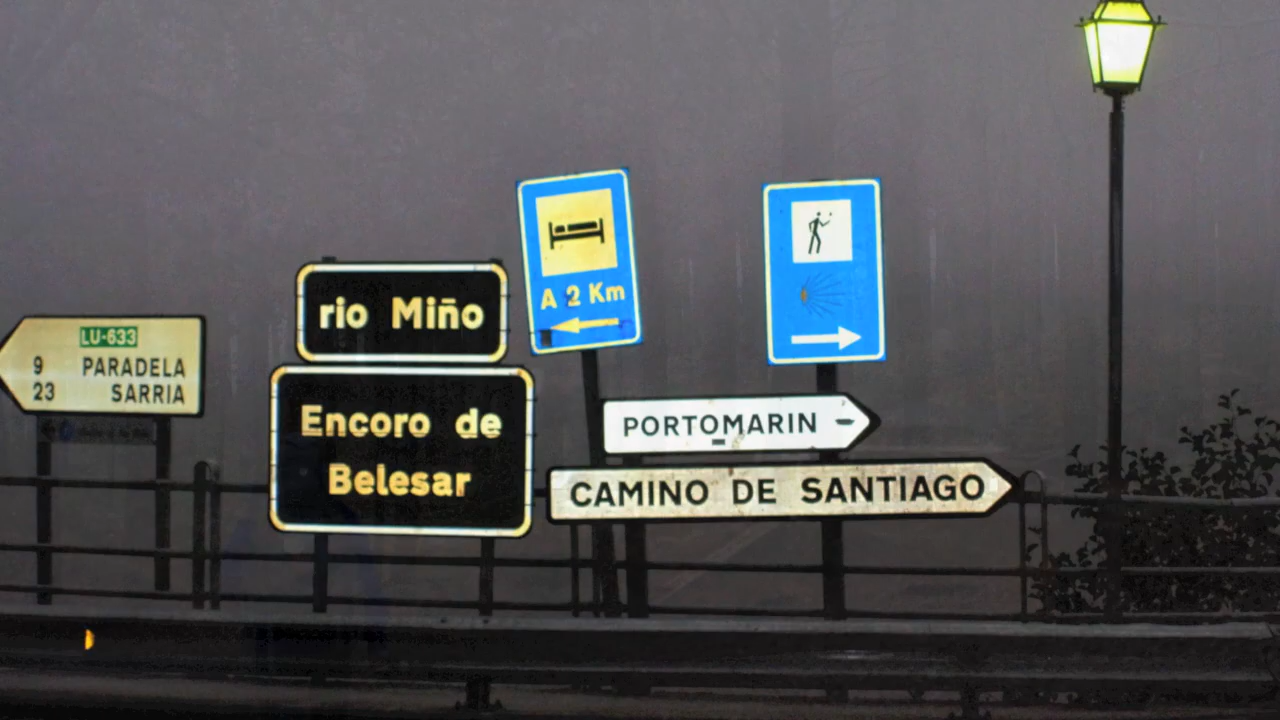 LU-633
9 PARADELA
23 SARRIA
rio Miño
Encoro de
Belesar
A 2 Km
PORTOMARIN
CAMINO DE SANTIAGO